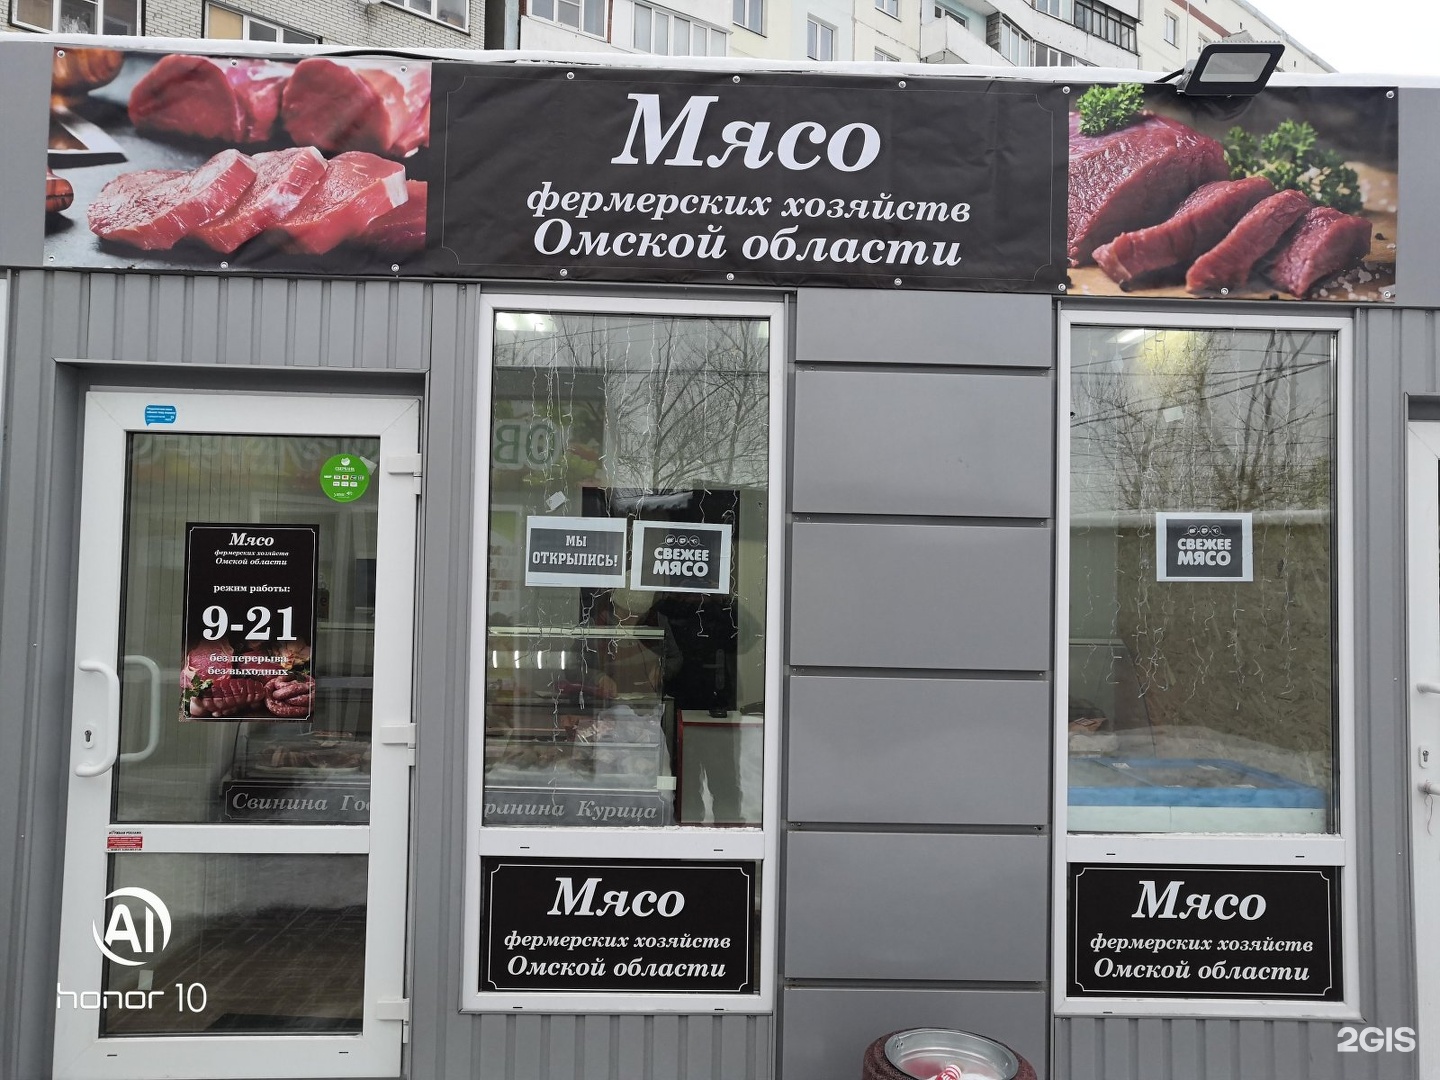 Мясо
фермерских хозяйств
Омской области
Мясо
фермерских хозяйств
Омской области
режим работы:
9-21
без перерыва
без выходных
МЫ
ОТКРЫЛИСЬ!
СВЕЖЕЕ
МЯСО
СВЕЖЕЕ
МЯСО
Свинина Гов
ранина Курица
Мясо
фермерских хозяйств
Омской области
Мясо
фермерских хозяйств
Омской области
AI
honor 10
2GIS